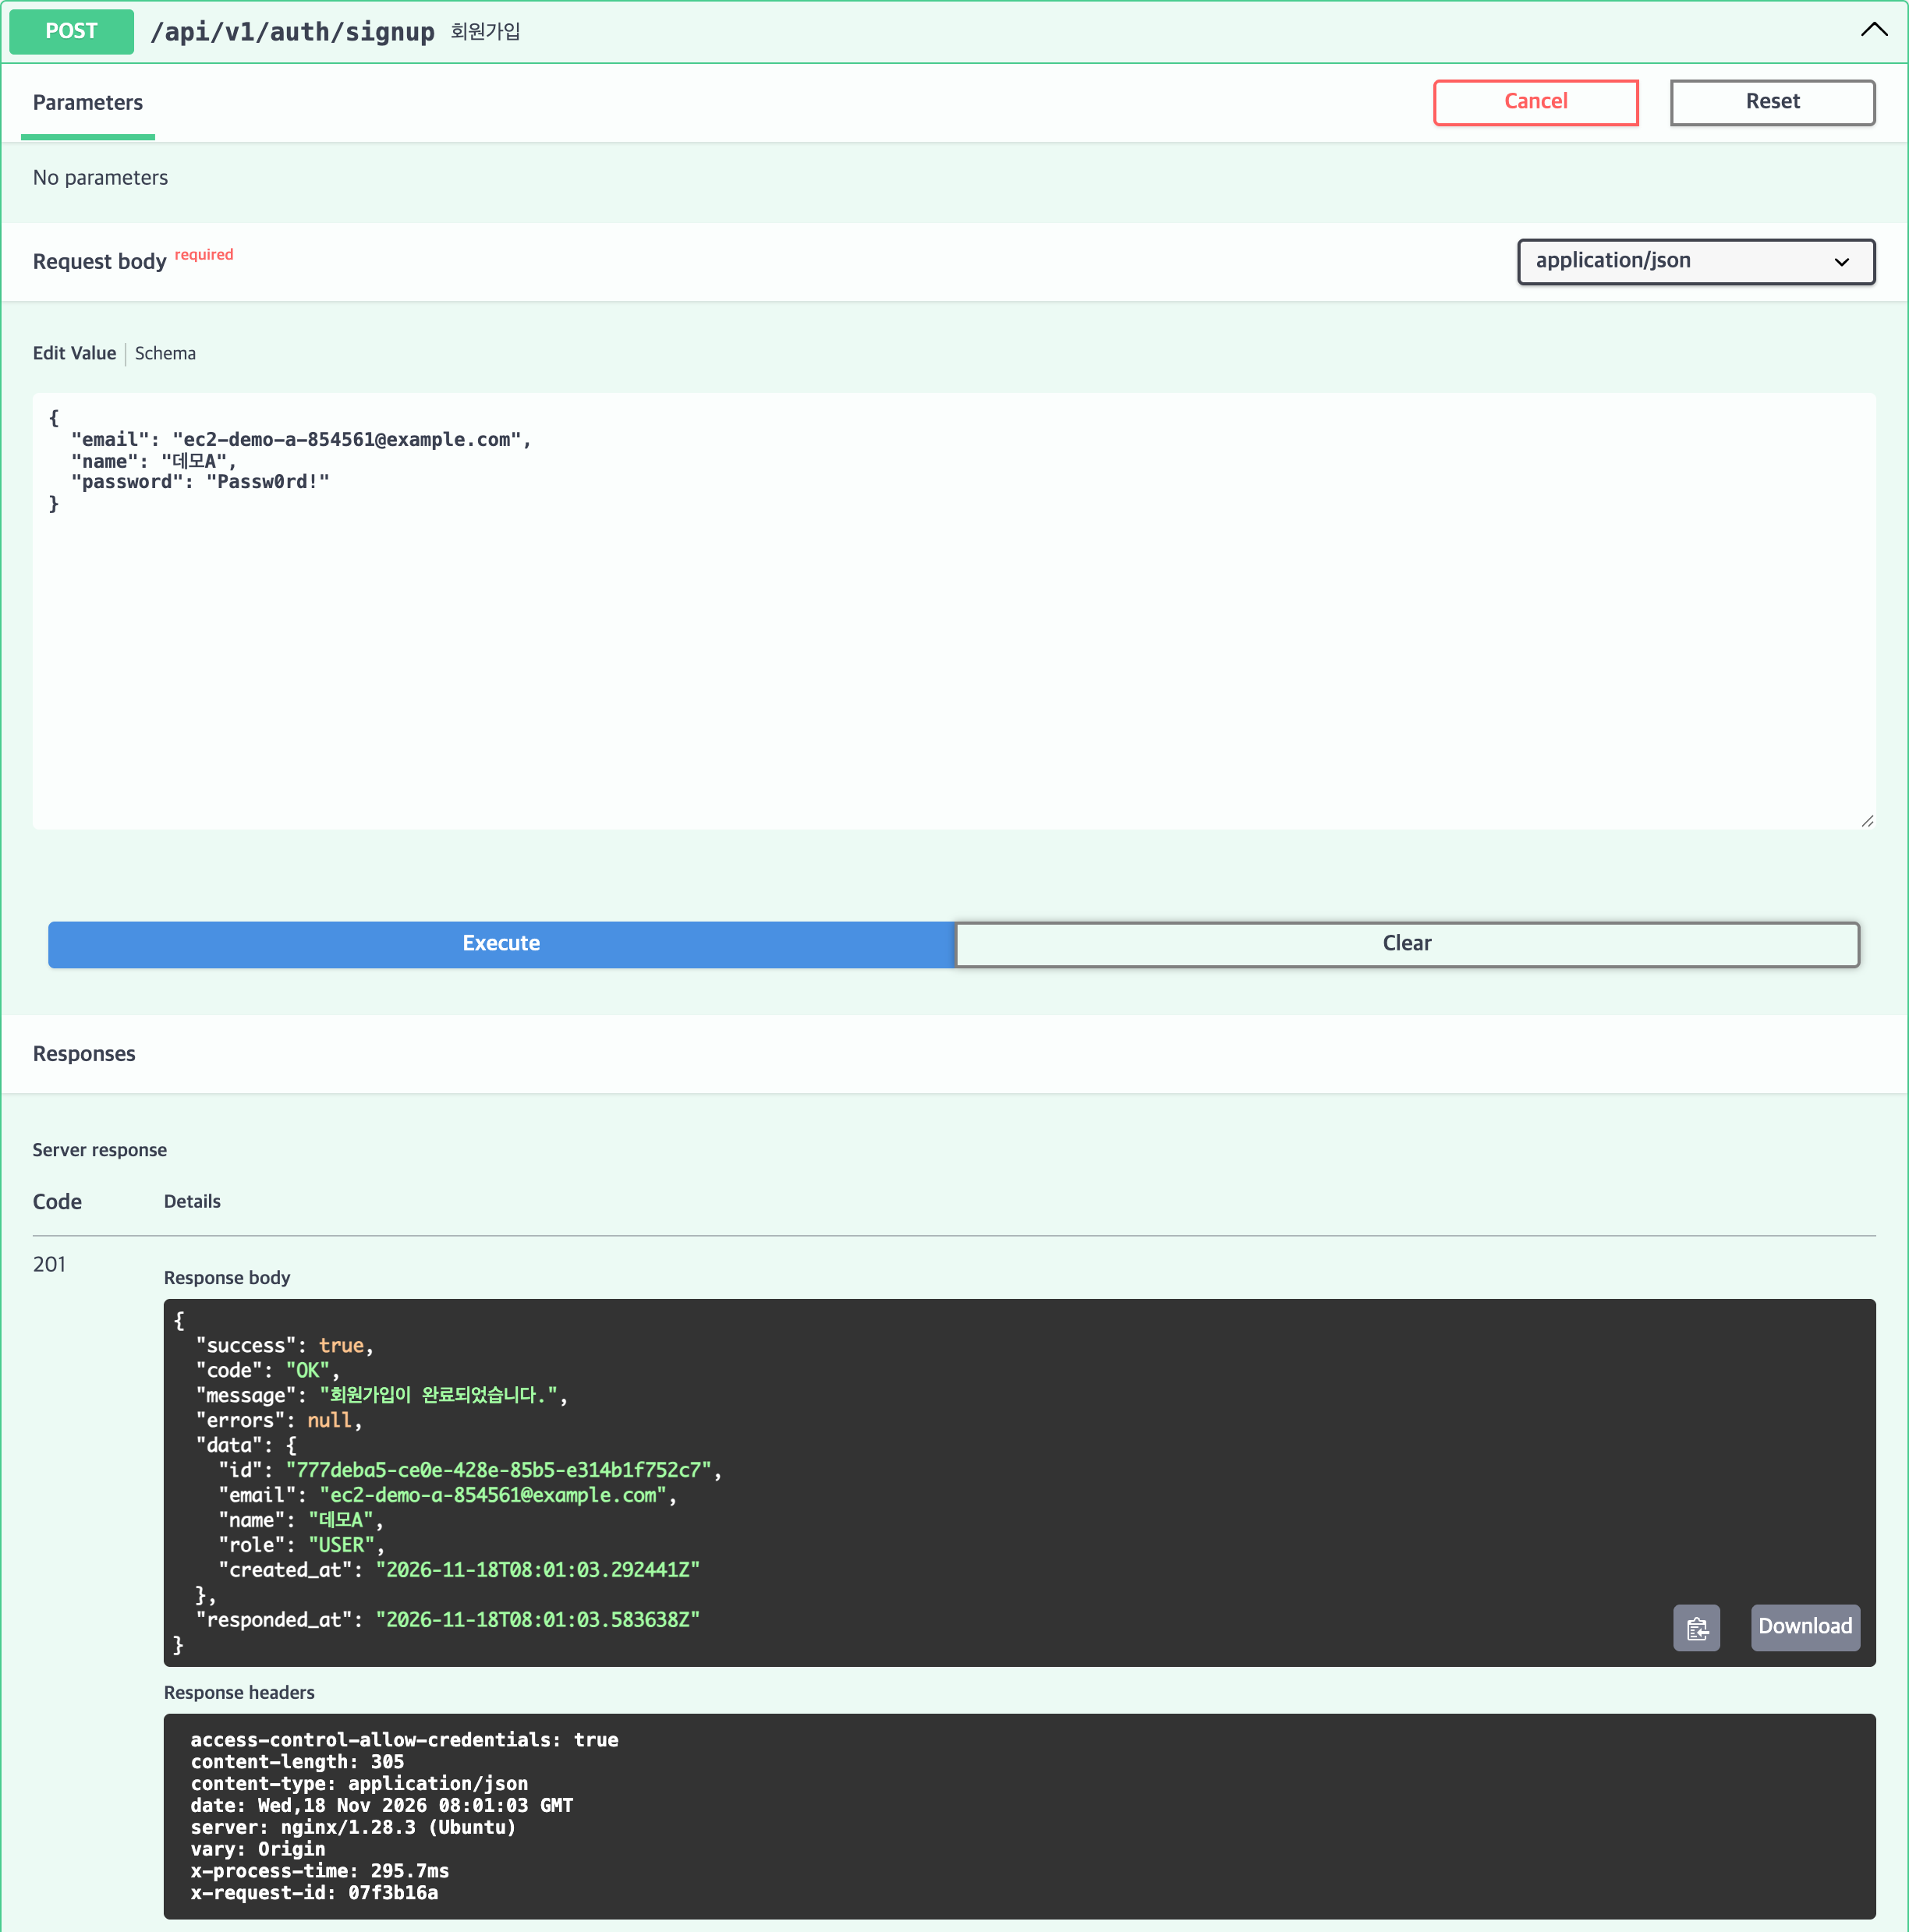 POST /api/v1/auth/signup 회원가입
Parameters
Cancel
Reset
No parameters
Request body required
application/json
Edit Value Schema
{
  "email": "ec2-demo-a-854561@example.com",
  "name": "데모A",
  "password": "Passw0rd!"
}
Execute
Clear
Responses
Server response
Code Details
201
Response body
{
  "success": true,
  "code": "OK",
  "message": "회원가입이 완료되었습니다.",
  "errors": null,
  "data": {
    "id": "777deba5-ce0e-428e-85b5-e314b1f752c7",
    "email": "ec2-demo-a-854561@example.com",
    "name": "데모A",
    "role": "USER",
    "created_at": "2026-11-18T08:01:03.292441Z"
  },
  "responded_at": "2026-11-18T08:01:03.583638Z"
}
Download
Response headers
access-control-allow-credentials: true
content-length: 305
content-type: application/json
date: Wed,18 Nov 2026 08:01:03 GMT
server: nginx/1.28.3 (Ubuntu)
vary: Origin
x-process-time: 295.7ms
x-request-id: 07f3b16a